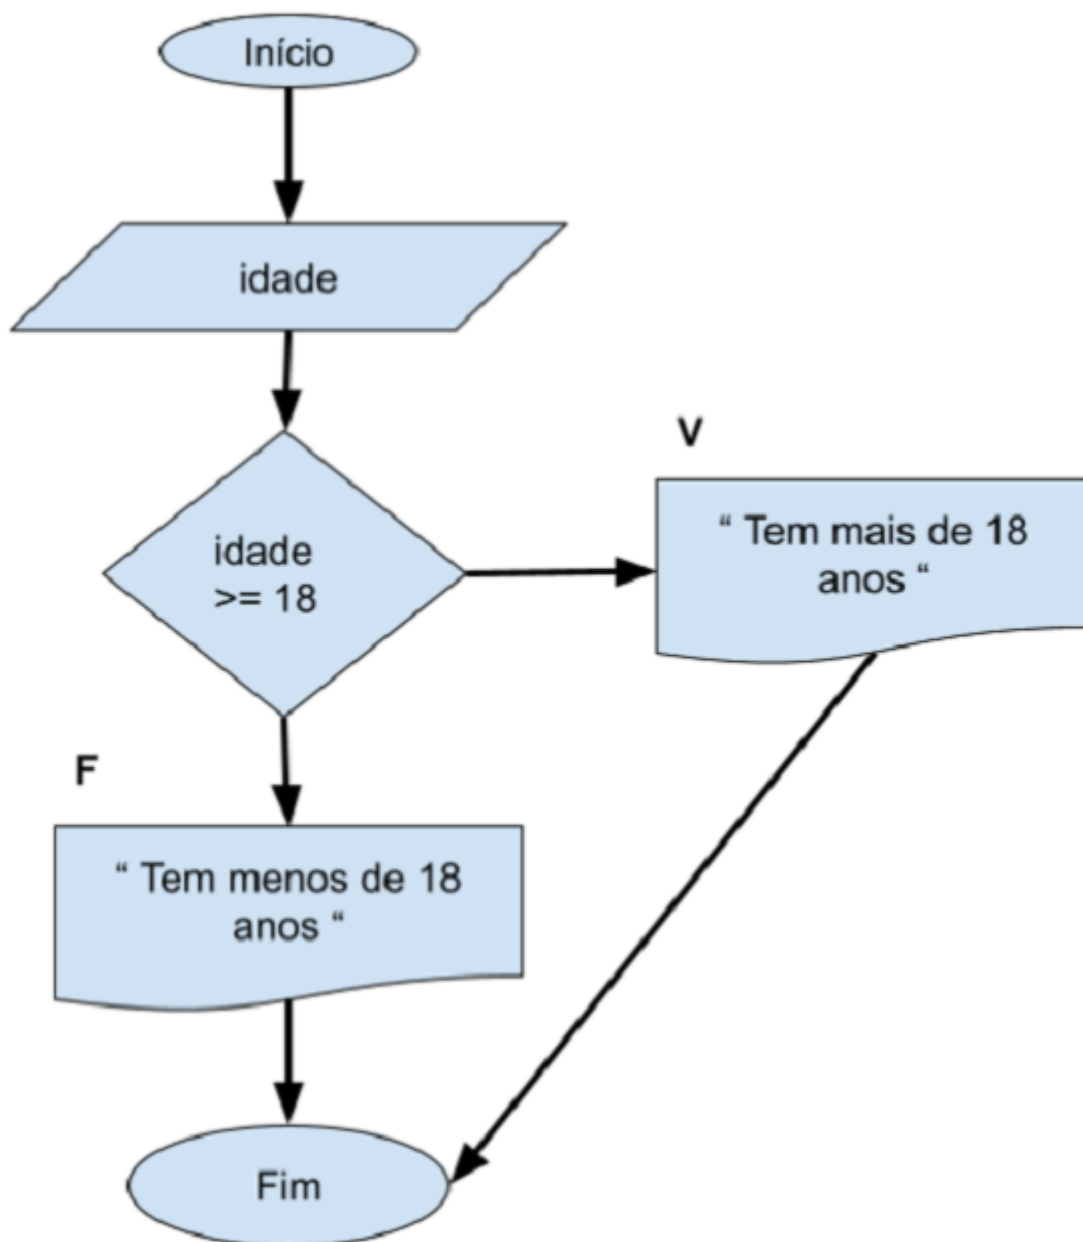 Início
idade
idade
>= 18
V
“ Tem mais de 18
anos “
F
“ Tem menos de 18
anos “
Fim